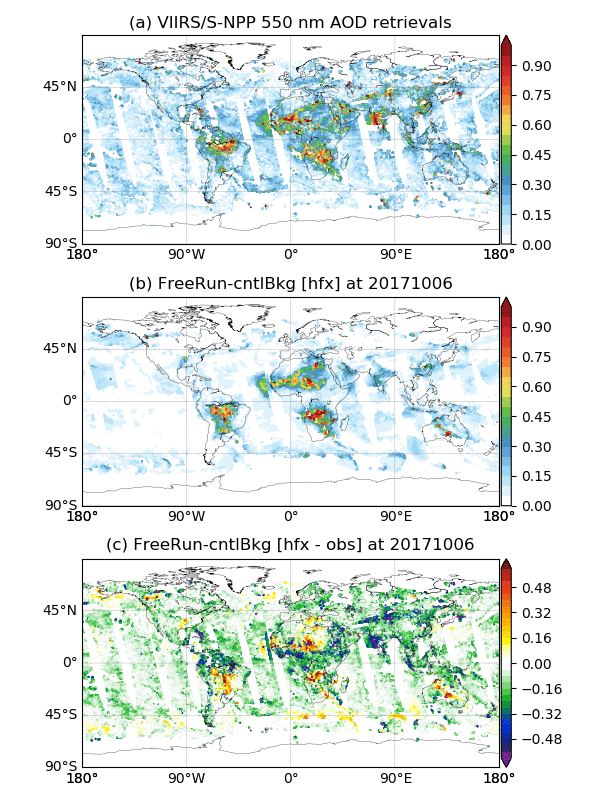 (a) VIIRS/S-NPP 550 nm AOD retrievals
45°N
0°
45°S
90°S
180°
90°W
0°
90°E
180°
0.90
0.75
0.60
0.45
0.30
0.15
0.00
(b) FreeRun-cntlBkg [hfx] at 20171006
45°N
0°
45°S
90°S
180°
90°W
0°
90°E
180°
0.90
0.75
0.60
0.45
0.30
0.15
0.00
(c) FreeRun-cntlBkg [hfx - obs] at 20171006
45°N
0°
45°S
90°S
180°
90°W
0°
90°E
180°
0.48
0.32
0.16
0.00
−0.16
−0.32
−0.48